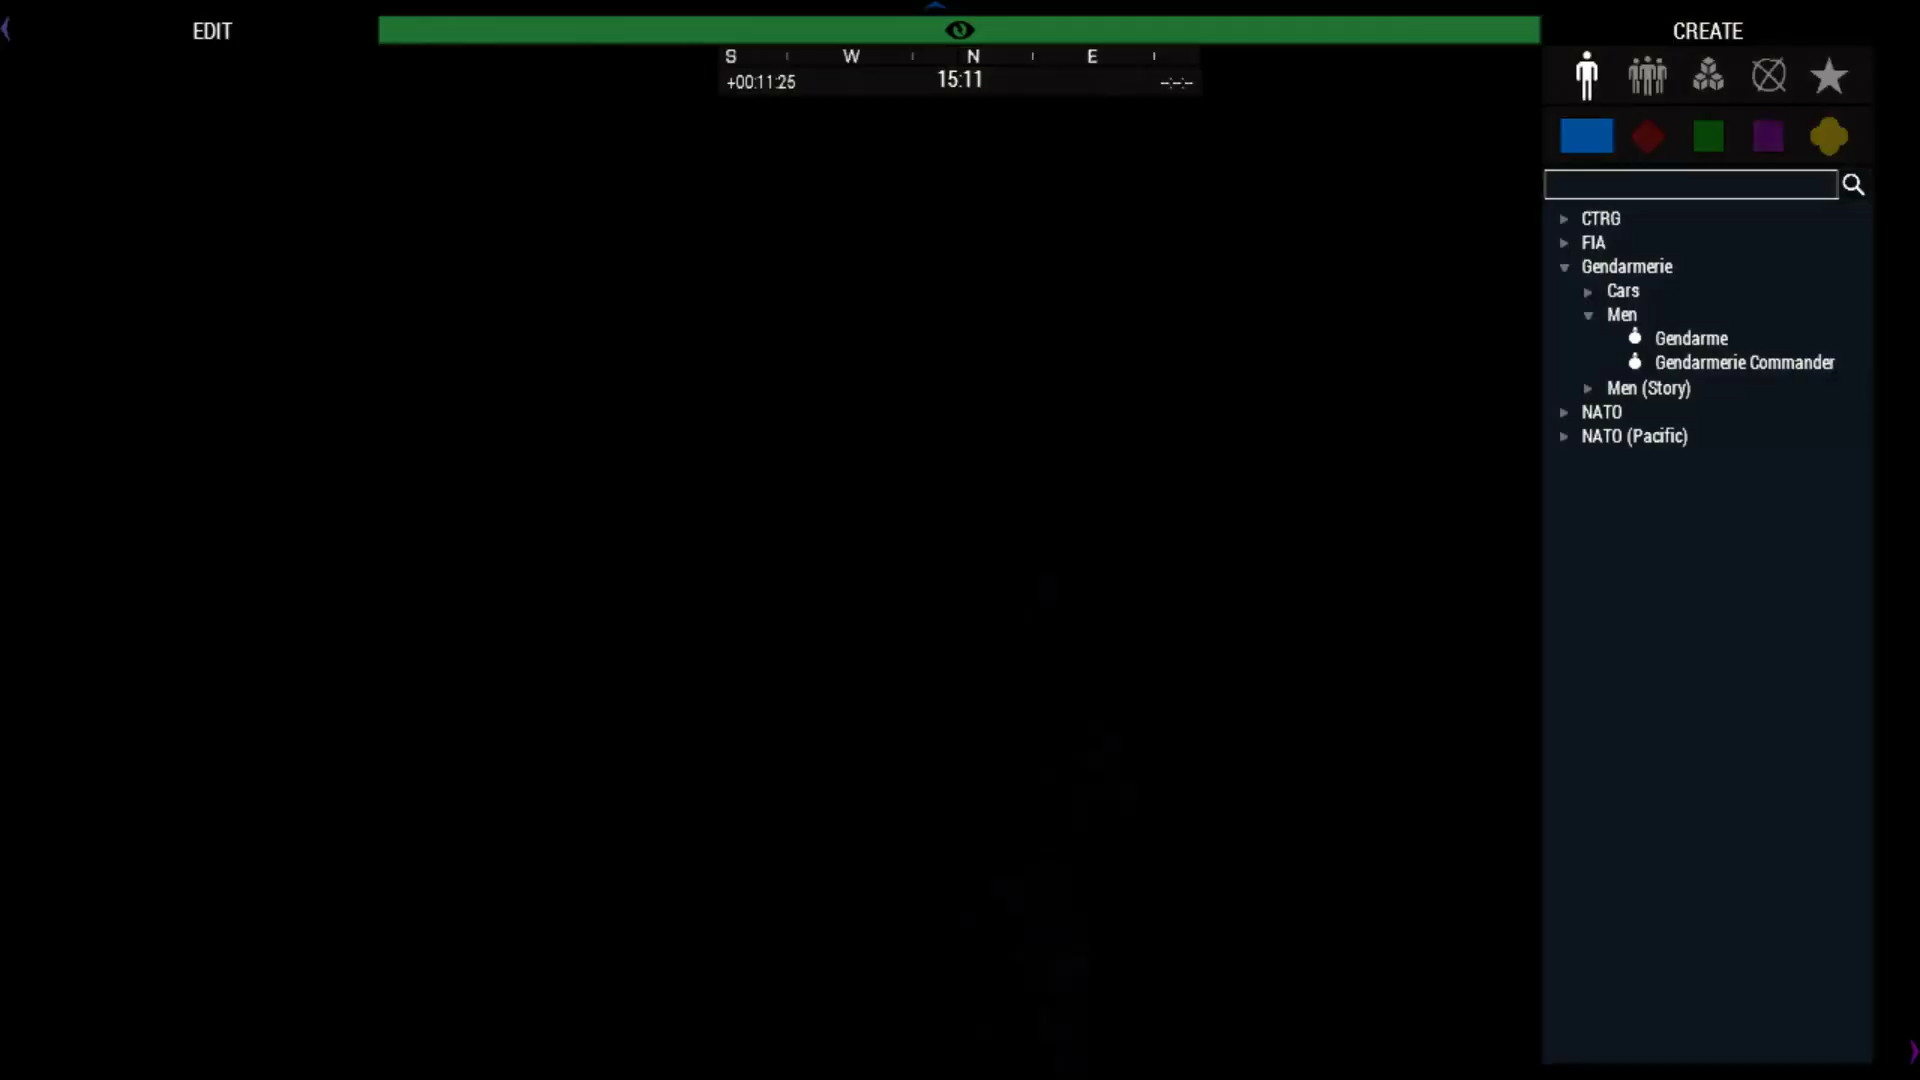 EDIT
CREATE
S W N E
+00:11:25 15:11 --:--:--
CTRG
FIA
Gendarmerie
Cars
Men
Gendarme
Gendarmerie Commander
Men (Story)
NATO
NATO (Pacific)